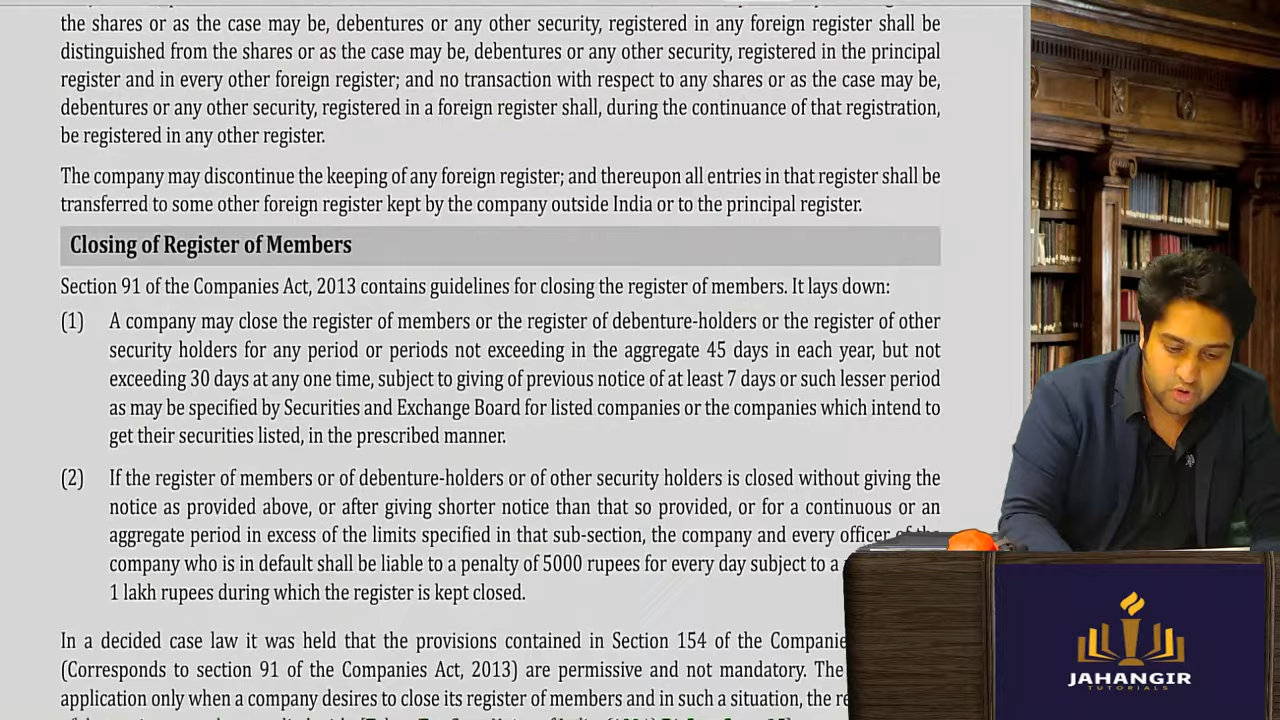 the shares or as the case may be, debentures or any other security, registered in any foreign register shall be
distinguished from the shares or as the case may be, debentures or any other security, registered in the principal
register and in every other foreign register; and no transaction with respect to any shares or as the case may be,
debentures or any other security, registered in a foreign register shall, during the continuance of that registration,
be registered in any other register.
The company may discontinue the keeping of any foreign register; and thereupon all entries in that register shall be
transferred to some other foreign register kept by the company outside India or to the principal register.
Closing of Register of Members
Section 91 of the Companies Act, 2013 contains guidelines for closing the register of members. It lays down:
(1) A company may close the register of members or the register of debenture-holders or the register of other
security holders for any period or periods not exceeding in the aggregate 45 days in each year, but not
exceeding 30 days at any one time, subject to giving of previous notice of at least 7 days or such lesser period
as may be specified by Securities and Exchange Board for listed companies or the companies which intend to
get their securities listed, in the prescribed manner.
(2) If the register of members or of debenture-holders or of other security holders is closed without giving the
notice as provided above, or after giving shorter notice than that so provided, or for a continuous or an
aggregate period in excess of the limits specified in that sub-section, the company and every officer
company who is in default shall be liable to a penalty of 5000 rupees for every day subject to a
1 lakh rupees during which the register is kept closed.
In a decided case law it was held that the provisions contained in Section 154 of the
(Corresponds to section 91 of the Companies Act, 2013) are permissive and not mandatory. The
application only when a company desires to close its register of members and in such a situation, the
JAHANGIR
TUTORIALS